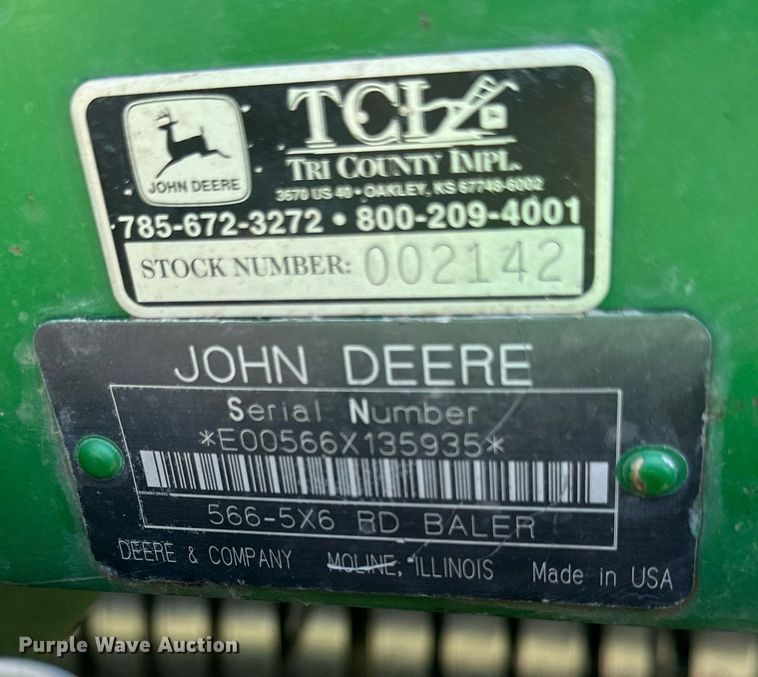 TCI
TRI COUNTY IMPL.
JOHN DEERE
3570 US 40 • OAKLEY, KS 67748-6002
785-672-3272 • 800-209-4001
STOCK NUMBER: 002142
JOHN DEERE
Serial Number
*E00566X135935*
566-5X6 RD BALER
DEERE & COMPANY MOLINE, ILLINOIS Made in USA
Purple Wave Auction